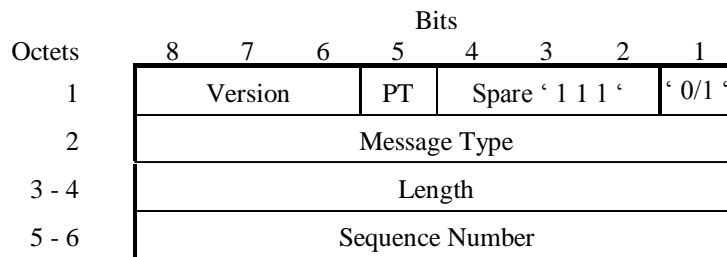 Bits
Octets 8 7 6 5 4 3 2 1
1 Version PT Spare ‘ 1 1 1 ‘ ‘ 0/1 ‘
2 Message Type
3 - 4 Length
5 - 6 Sequence Number